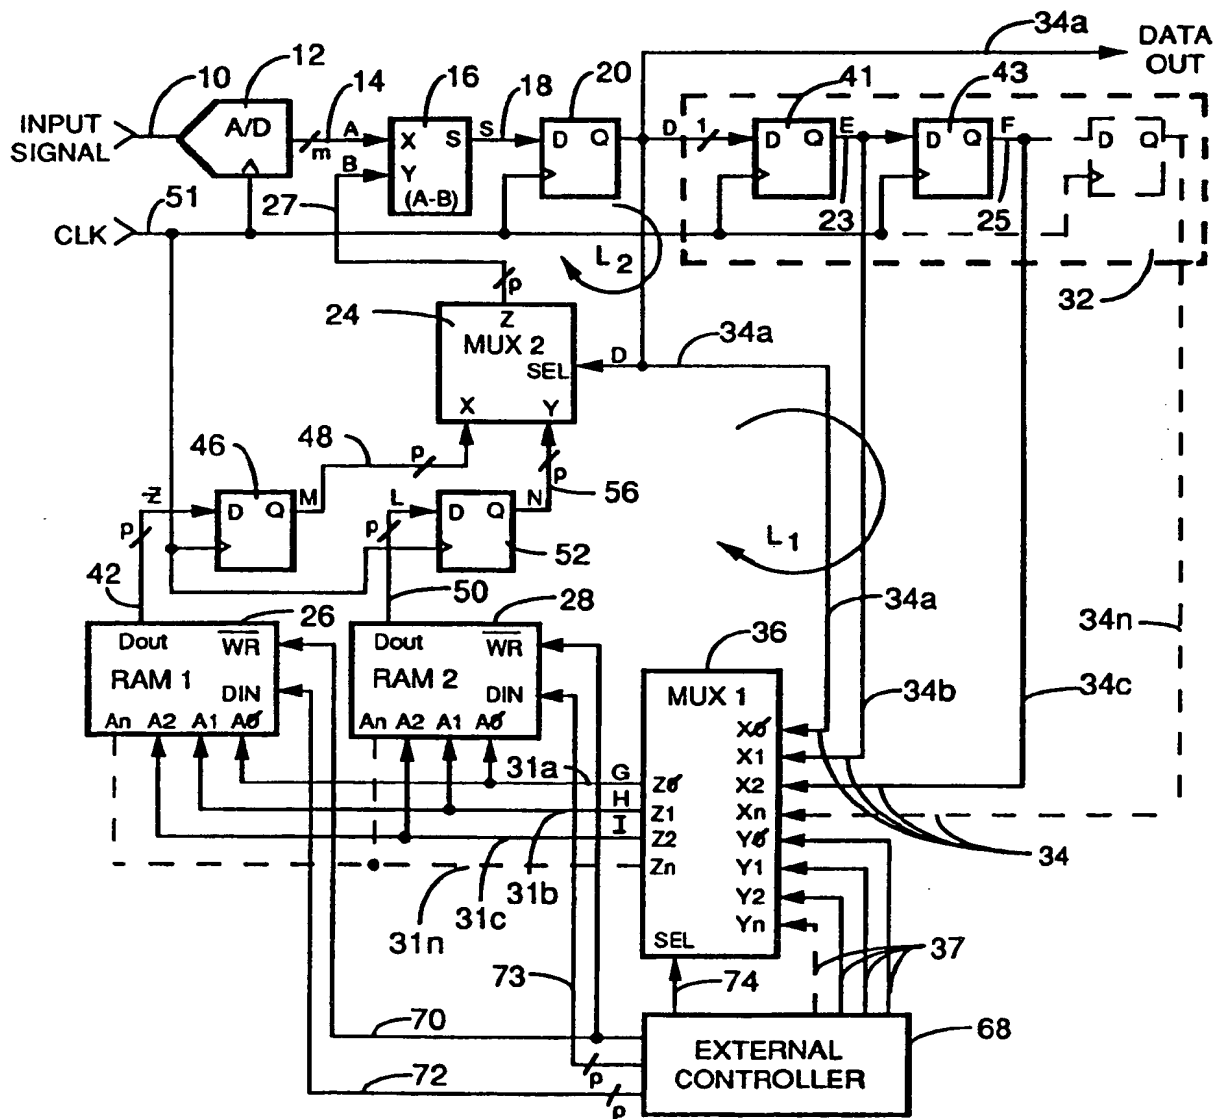 34a
DATA
OUT
12
20
41
43
10
14
16
18
INPUT
SIGNAL
A/D
m
A
B
X
Y
S
(A-B)
S
D Q
D
1
D Q
E
D Q
F
D Q
51
27
CLK
23
25
L2
32
p
24
Z
MUX 2
SEL
X
Y
D
34a
46
48
p
p
56
Z
D Q
M
L
D Q
N
p
p
52
L1
42
26
50
28
34a
36
34b
34c
34n
Dout
WR
RAM 1
DIN
An A2 A1 A0
Dout
WR
RAM 2
DIN
An A2 A1 A0
MUX 1
X0
X1
X2
Xn
Y0
Y1
Y2
Yn
31a
G
H
I
Z0
Z1
Z2
Zn
SEL
34
31b
31c
31n
37
73
74
70
68
72
p
p
EXTERNAL
CONTROLLER